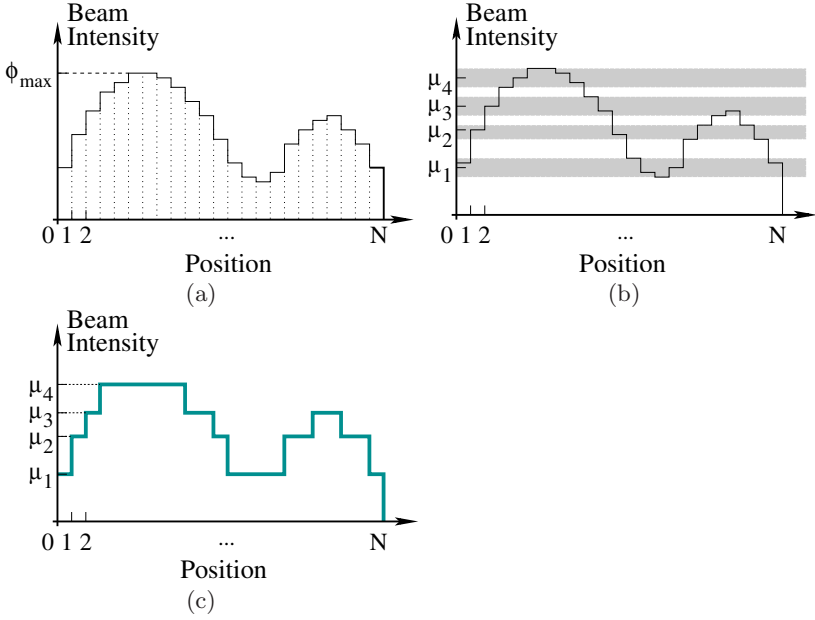 Beam
Intensity
ϕmax
0 1 2 ... N
Position
(a)
Beam
Intensity
μ4
μ3
μ2
μ1
0 1 2 ... N
Position
(b)
Beam
Intensity
μ4
μ3
μ2
μ1
0 1 2 ... N
Position
(c)